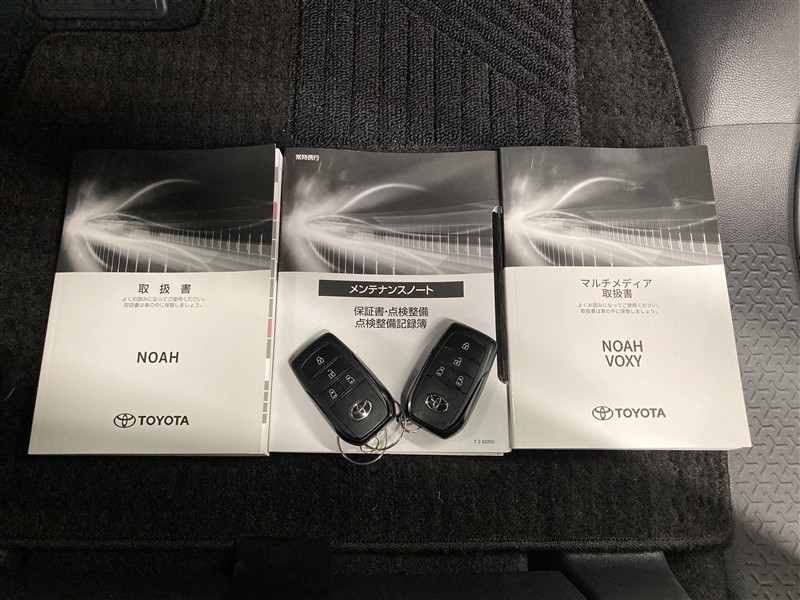 取扱書
よくお読みになってご使用ください。
取扱書は車の中に保管しましょう。
NOAH
TOYOTA
常時携行
メンテナンスノート
保証書・点検整備
点検整備記録簿
T-2 82202
マルチメディア
取扱書
よくお読みになってご使用ください。
取扱書は車の中に保管しましょう。
NOAH
VOXY
TOYOTA